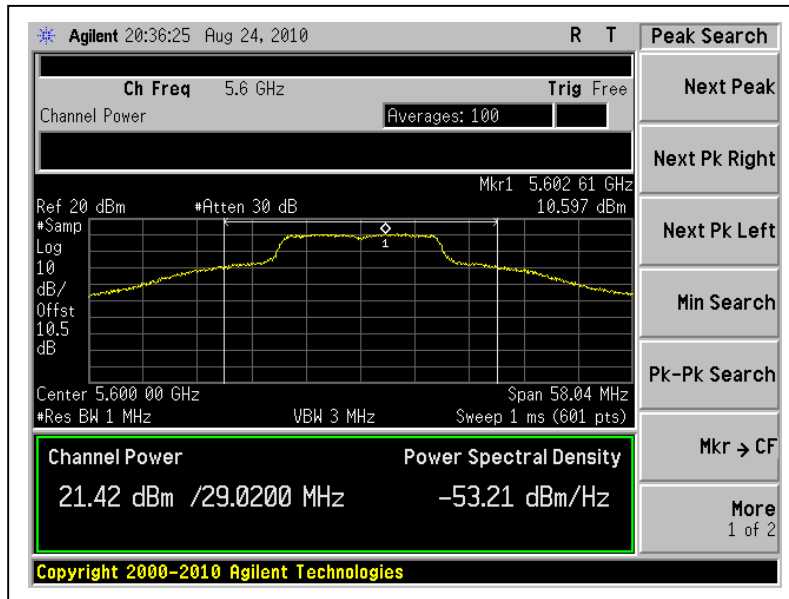 Agilent 20:36:25 Aug 24, 2010 R T
Peak Search
Ch Freq 5.6 GHz Trig Free
Channel Power Averages: 100
Mkr1 5.602 61 GHz
Ref 20 dBm #Atten 30 dB 10.597 dBm
#Samp
Log
10
dB/
Offst
10.5
dB
1
Center 5.600 00 GHz Span 58.04 MHz
#Res BW 1 MHz VBW 3 MHz Sweep 1 ms (601 pts)
Channel Power Power Spectral Density
21.42 dBm /29.0200 MHz -53.21 dBm/Hz
Next Peak
Next Pk Right
Next Pk Left
Min Search
Pk-Pk Search
Mkr → CF
More
1 of 2
Copyright 2000-2010 Agilent Technologies